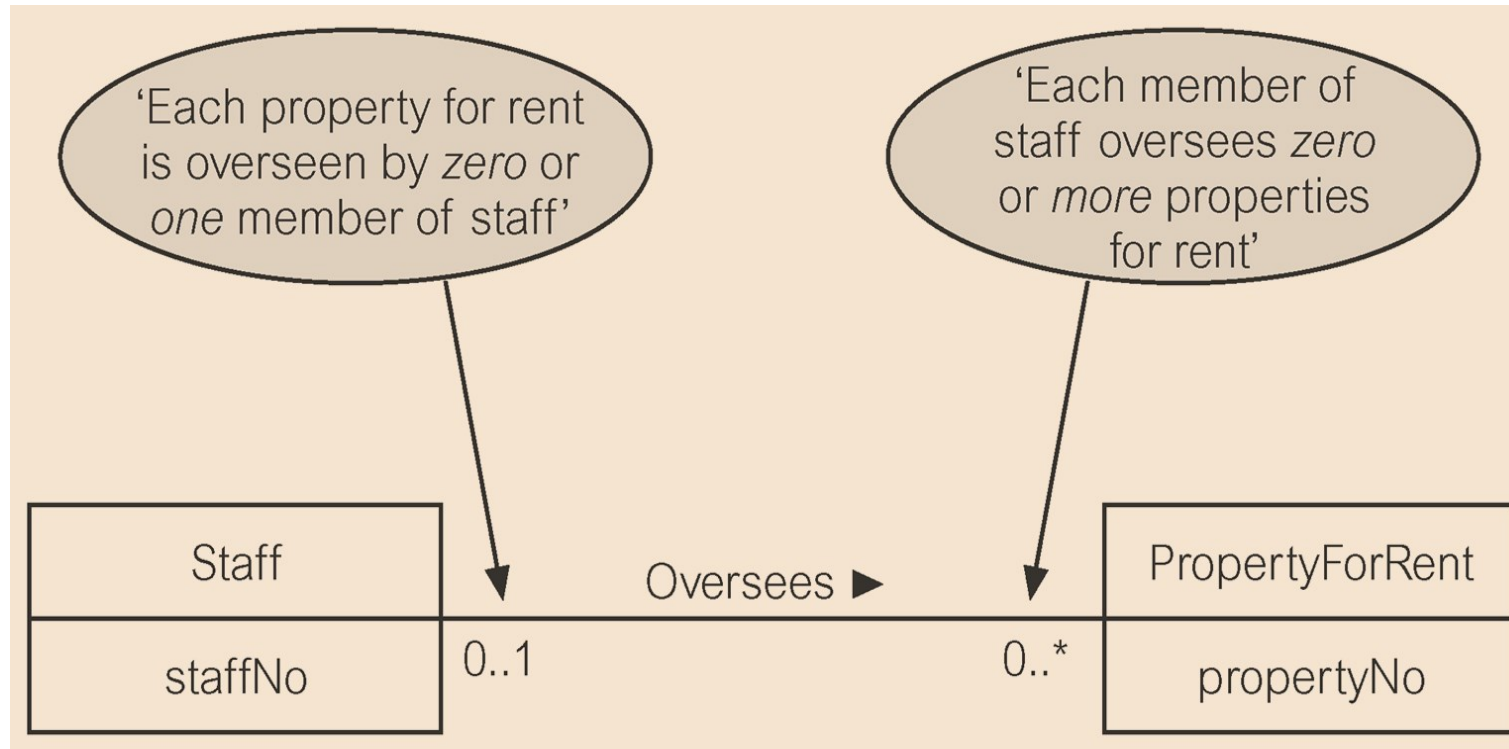 ‘Each property for rent
is overseen by zero or
one member of staff’
‘Each member of
staff oversees zero
or more properties
for rent’
Staff
staffNo
0..1
Oversees ►
0..*
PropertyForRent
propertyNo